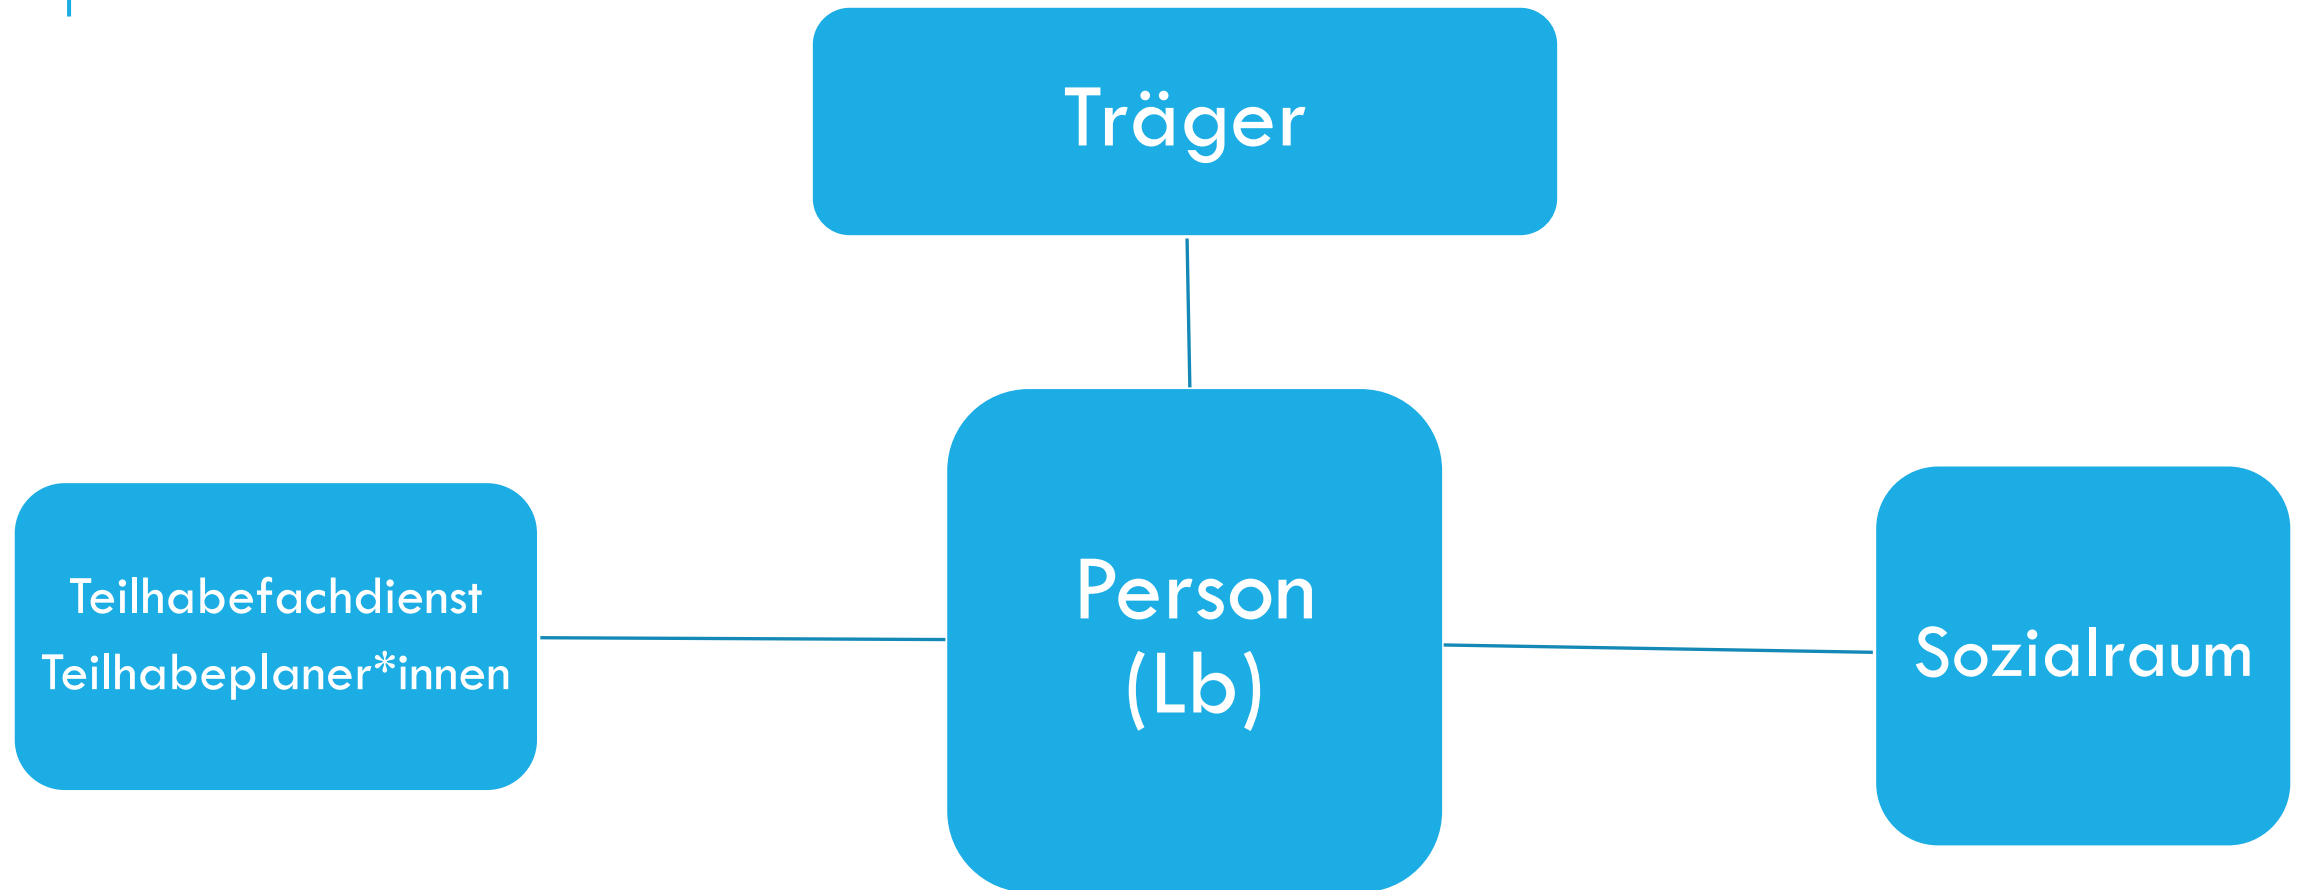 Träger
Teilhabefachdienst
Teilhabeplaner*innen
Person
(Lb)
Sozialraum